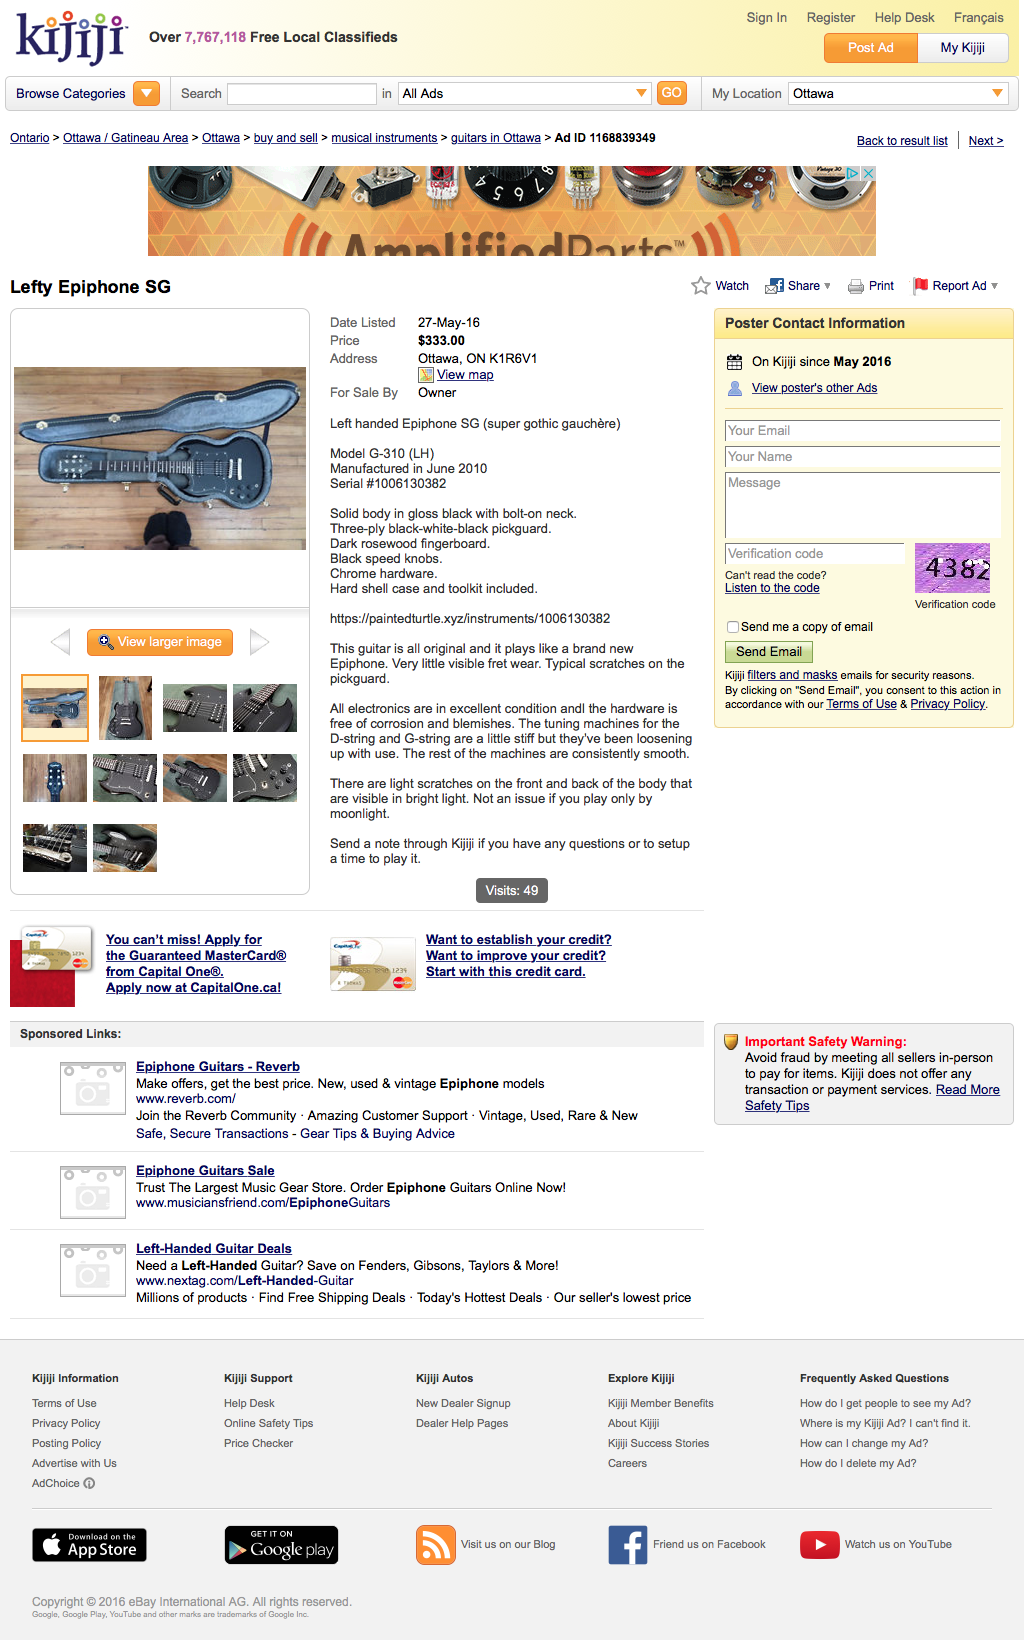 kijiji
Over 7,767,118 Free Local Classifieds
Sign In Register Help Desk Français
Post Ad My Kijiji
Browse Categories Search in All Ads GO My Location Ottawa
Ontario > Ottawa / Gatineau Area > Ottawa > buy and sell > musical instruments > guitars in Ottawa > Ad ID 1168839349
Back to result list Next >
AmplifiedParts™
Lefty Epiphone SG
Watch Share Print Report Ad
Date Listed 27-May-16
Price $333.00
Address Ottawa, ON K1R6V1
View map
For Sale By Owner
Left handed Epiphone SG (super gothic gauchère)
Model G-310 (LH)
Manufactured in June 2010
Serial #1006130382
Solid body in gloss black with bolt-on neck.
Three-ply black-white-black pickguard.
Dark rosewood fingerboard.
Black speed knobs.
Chrome hardware.
Hard shell case and toolkit included.
https://paintedturtle.xyz/instruments/1006130382
This guitar is all original and it plays like a brand new
Epiphone. Very little visible fret wear. Typical scratches on the
pickguard.
All electronics are in excellent condition andl the hardware is
free of corrosion and blemishes. The tuning machines for the
D-string and G-string are a little stiff but they've been loosening
up with use. The rest of the machines are consistently smooth.
There are light scratches on the front and back of the body that
are visible in bright light. Not an issue if you play only by
moonlight.
Send a note through Kijiji if you have any questions or to setup
a time to play it.
Visits: 49
View larger image
Poster Contact Information
On Kijiji since May 2016
View poster's other Ads
Your Email
Your Name
Message
Verification code
4382
Can't read the code?
Listen to the code
Verification code
Send me a copy of email
Send Email
Kijiji filters and masks emails for security reasons.
By clicking on "Send Email", you consent to this action in
accordance with our Terms of Use & Privacy Policy.
You can't miss! Apply for
the Guaranteed MasterCard®
from Capital One®.
Apply now at CapitalOne.ca!
Want to establish your credit?
Want to improve your credit?
Start with this credit card.
Sponsored Links:
Epiphone Guitars - Reverb
Make offers, get the best price. New, used & vintage Epiphone models
www.reverb.com/
Join the Reverb Community · Amazing Customer Support · Vintage, Used, Rare & New
Safe, Secure Transactions - Gear Tips & Buying Advice
Epiphone Guitars Sale
Trust The Largest Music Gear Store. Order Epiphone Guitars Online Now!
www.musiciansfriend.com/EpiphoneGuitars
Left-Handed Guitar Deals
Need a Left-Handed Guitar? Save on Fenders, Gibsons, Taylors & More!
www.nextag.com/Left-Handed-Guitar
Millions of products · Find Free Shipping Deals · Today's Hottest Deals · Our seller's lowest price
Important Safety Warning:
Avoid fraud by meeting all sellers in-person
to pay for items. Kijiji does not offer any
transaction or payment services. Read More
Safety Tips
Kijiji Information
Terms of Use
Privacy Policy
Posting Policy
Advertise with Us
AdChoice
Kijiji Support
Help Desk
Online Safety Tips
Price Checker
Kijiji Autos
New Dealer Signup
Dealer Help Pages
Explore Kijiji
Kijiji Member Benefits
About Kijiji
Kijiji Success Stories
Careers
Frequently Asked Questions
How do I get people to see my Ad?
Where is my Kijiji Ad? I can't find it.
How can I change my Ad?
How do I delete my Ad?
Download on the
App Store
GET IT ON
Google play
Visit us on our Blog
Friend us on Facebook
Watch us on YouTube
Copyright © 2016 eBay International AG. All rights reserved.
Google, Google Play, YouTube and other marks are trademarks of Google Inc.